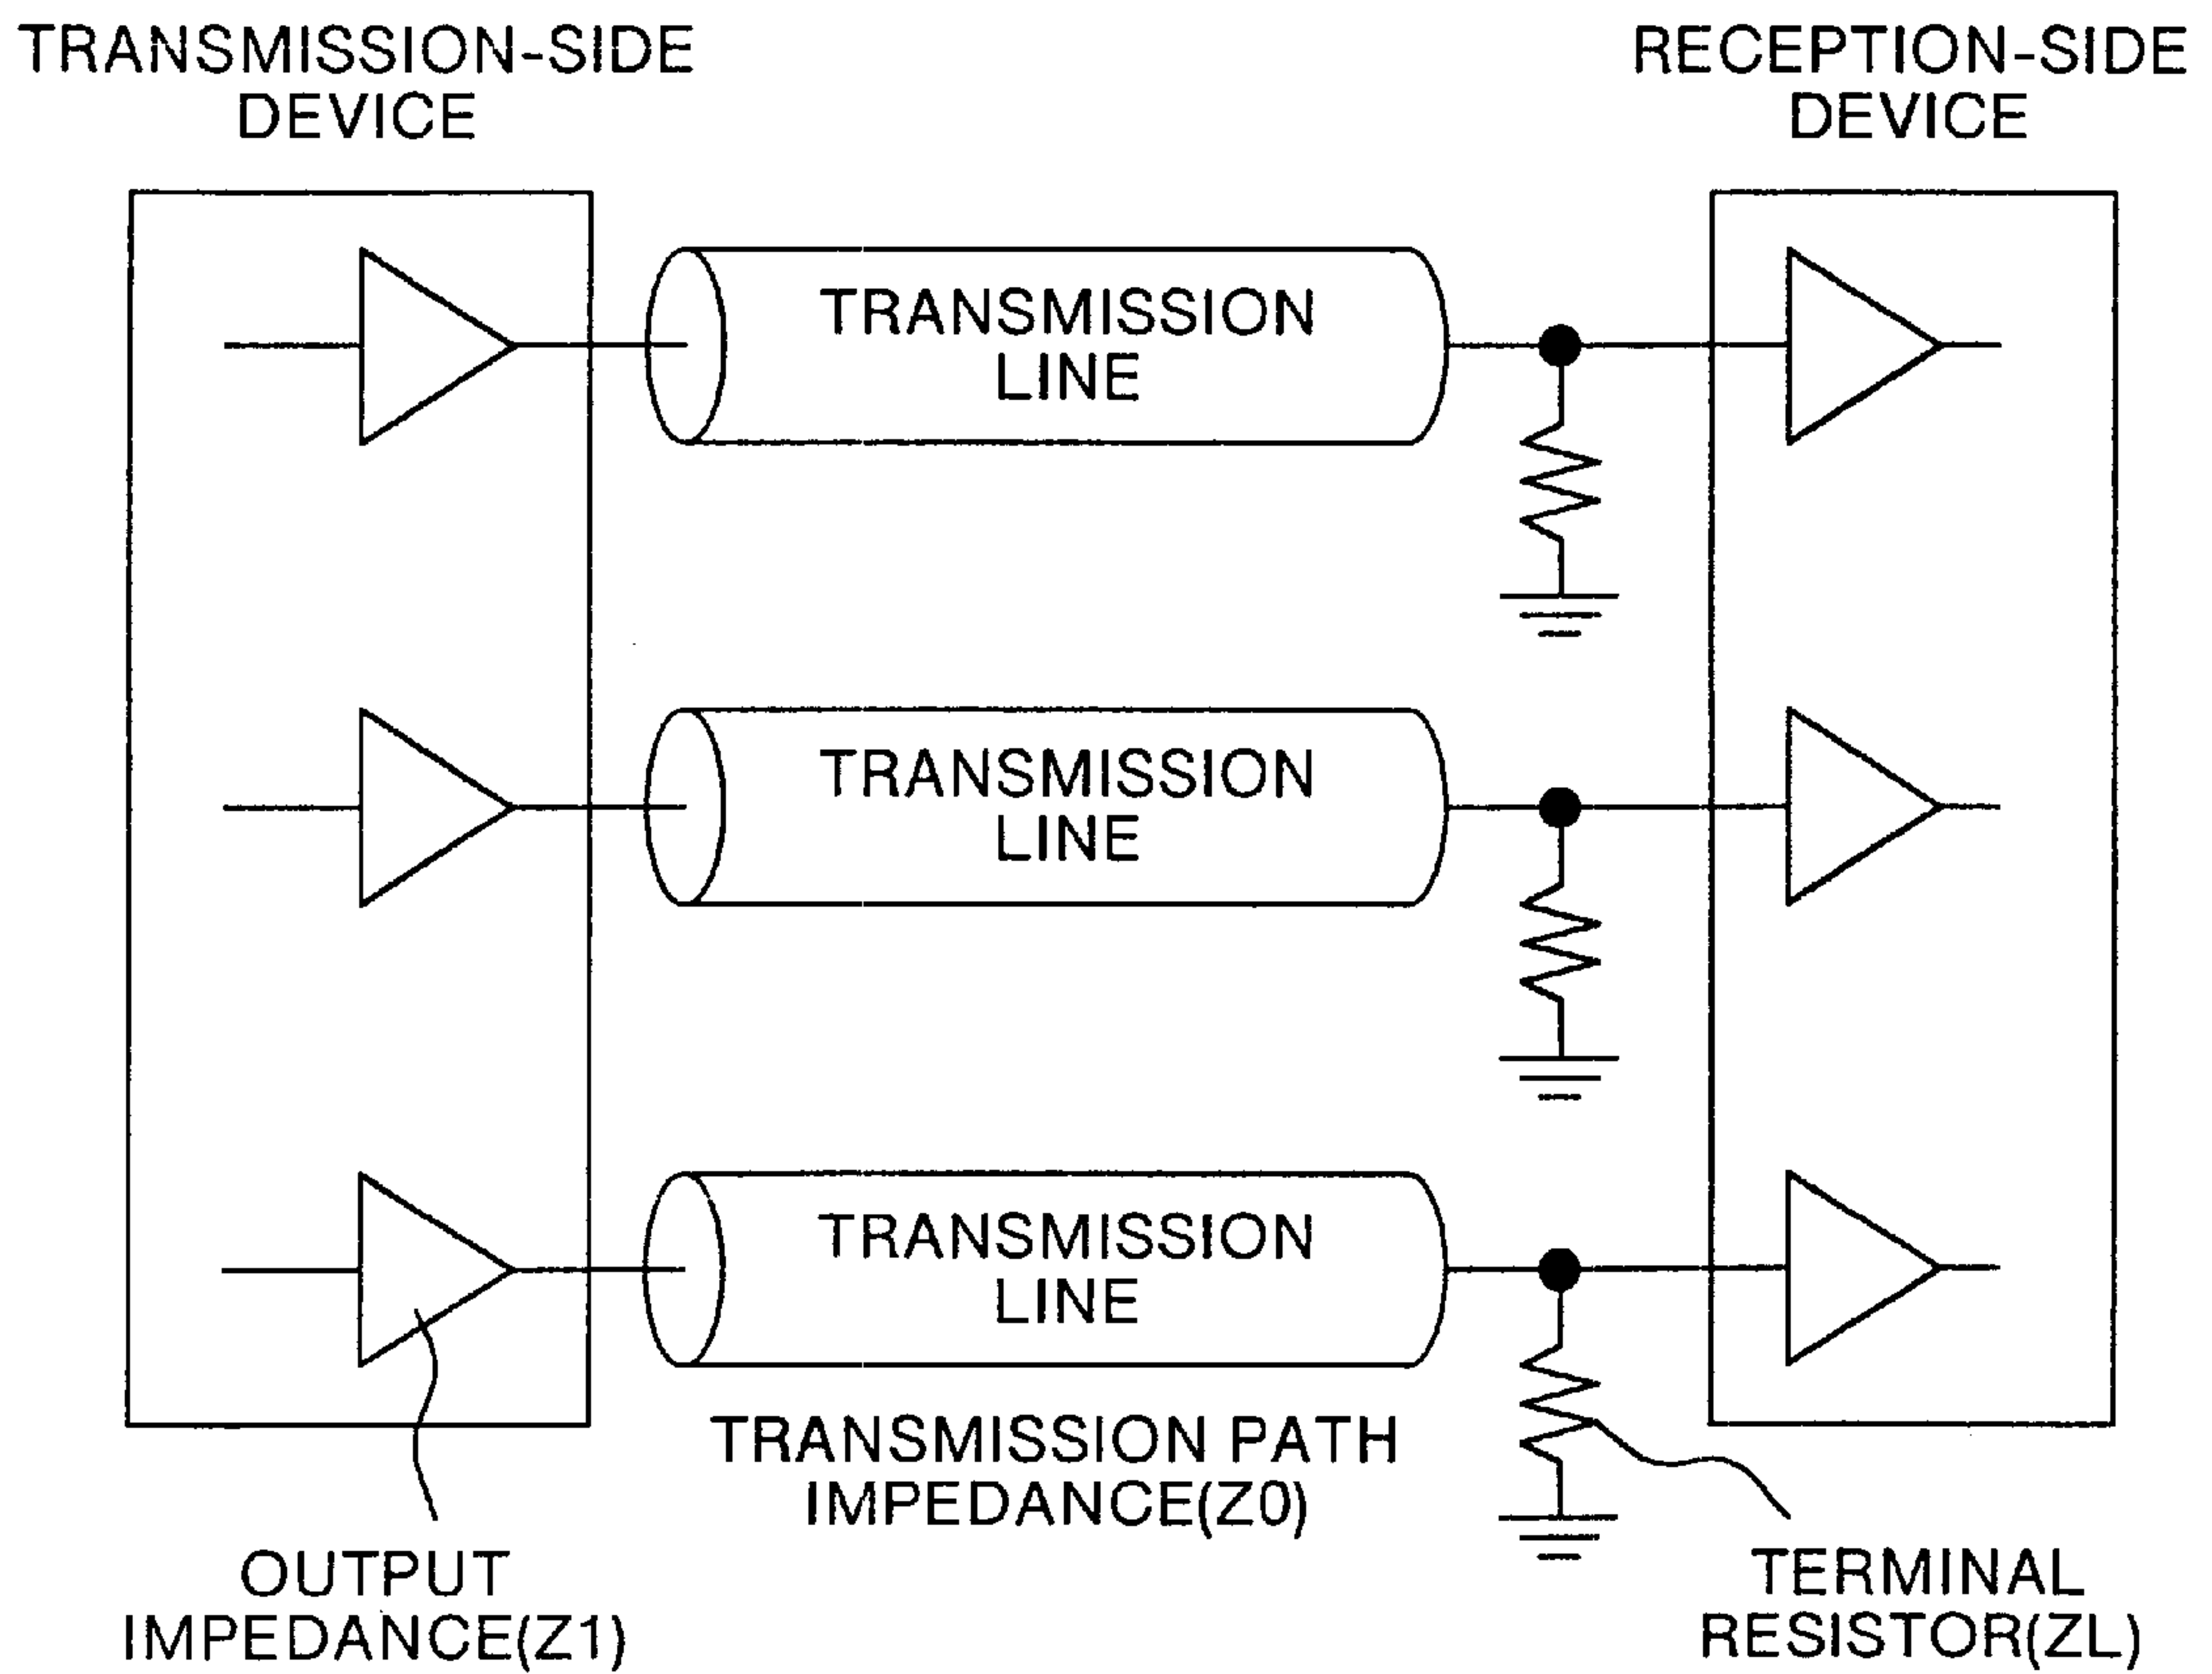 TRANSMISSION-SIDE
DEVICE
RECEPTION-SIDE
DEVICE
TRANSMISSION
LINE
TRANSMISSION
LINE
TRANSMISSION
LINE
TRANSMISSION PATH
IMPEDANCE(Z0)
OUTPUT
IMPEDANCE(Z1)
TERMINAL
RESISTOR(ZL)